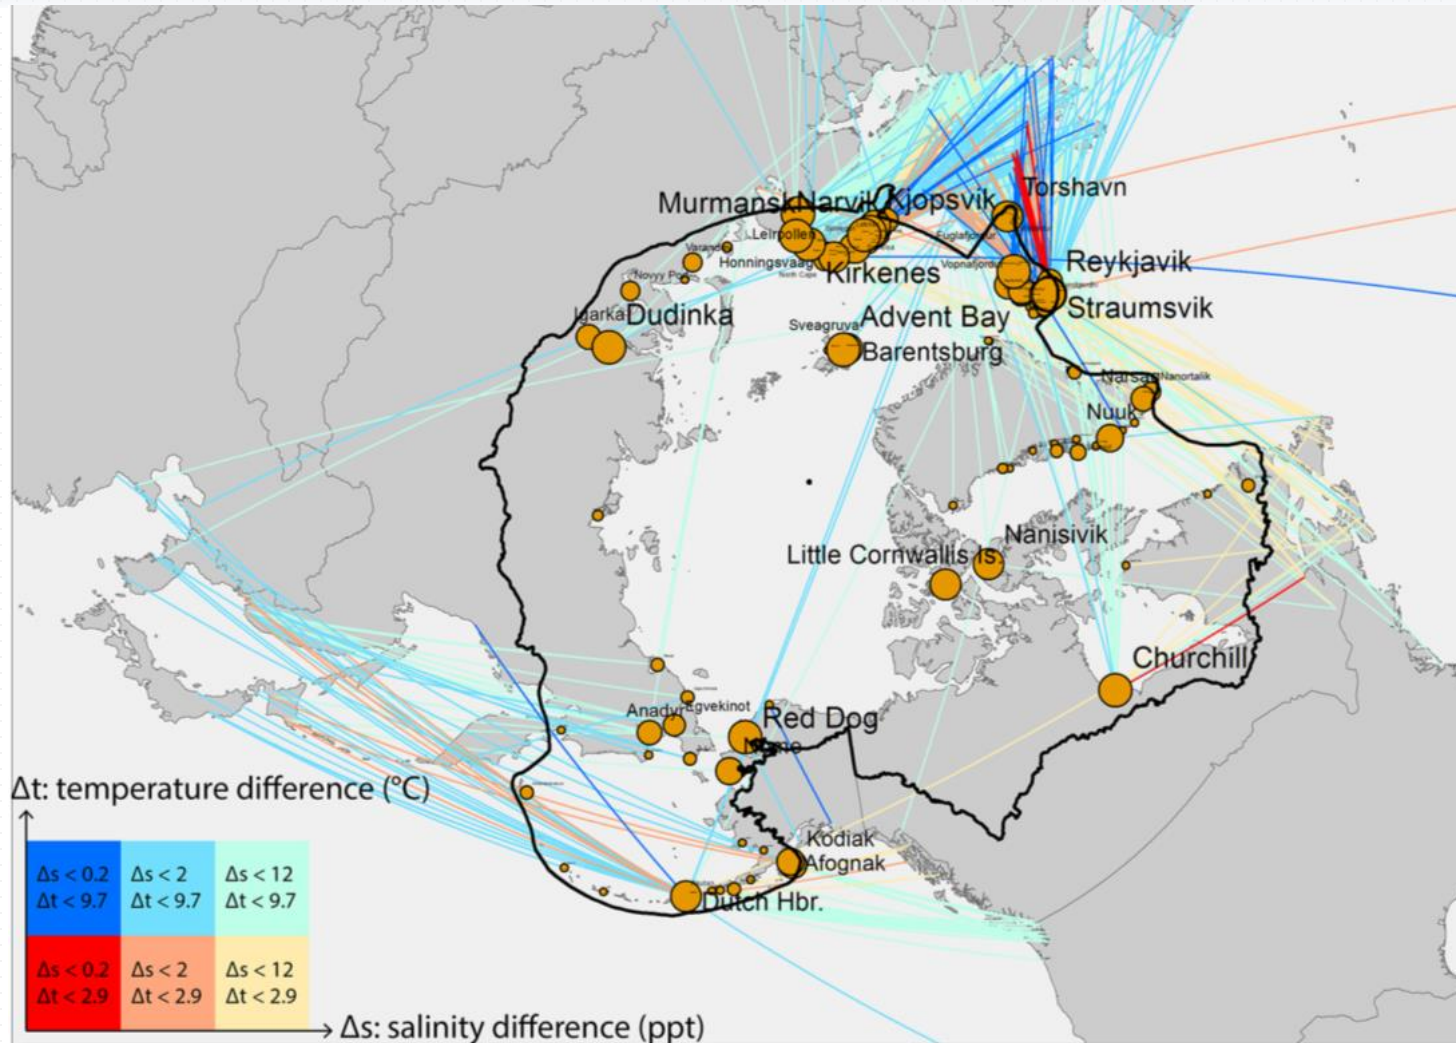 Torshavn
Murmansk
Narvik
Kjopsvik
Leirpollen
Fuglafjordur
Varandey
Honningsvaag
Vopnafjordur
Reykjavik
North Cape
Kirkenes
Igarka
Dudinka
Straumsvik
Sveagruva
Advent Bay
Barentsburg
Nanortalik
Nuuk
Nanisivik
Little Cornwallis Is.
Churchill
Anadyr
Egvekinot
Red Dog
Nome
Δt: temperature difference (°C)
Kodiak
Afognak
Dutch Hbr.
Δs < 0.2
Δt < 9.7
Δs < 2
Δt < 9.7
Δs < 12
Δt < 9.7
Δs < 0.2
Δt < 2.9
Δs < 2
Δt < 2.9
Δs < 12
Δt < 2.9
Δs: salinity difference (ppt)